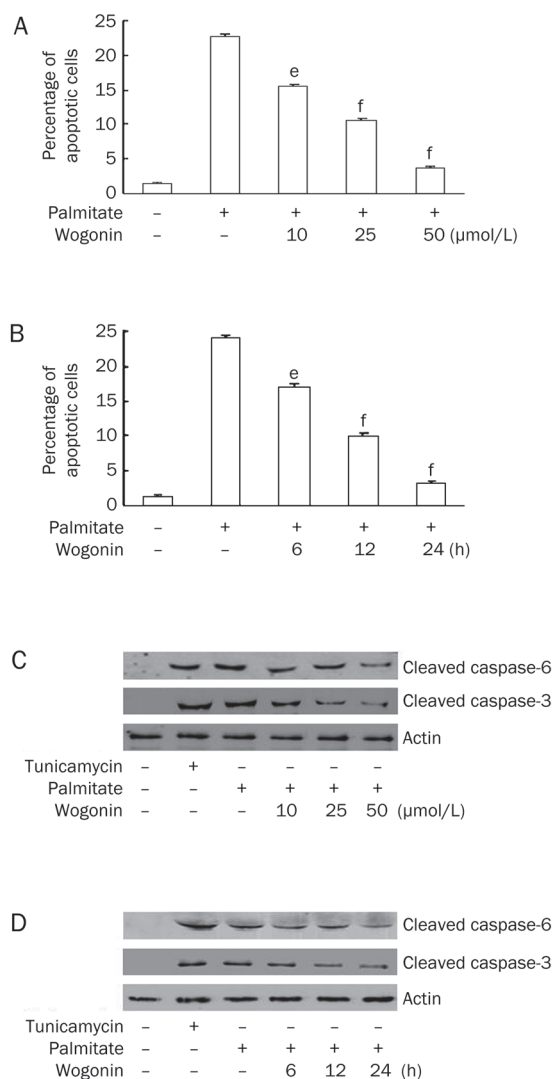 A
Percentage of
apoptotic cells
25
20
15
10
5
0
e
f
f
Palmitate – + + + +
Wogonin – – 10 25 50 (μmol/L)
B
Percentage of
apoptotic cells
25
20
15
10
5
0
e
f
f
Palmitate – + + + +
Wogonin – – 6 12 24 (h)
C
Cleaved caspase-6
Cleaved caspase-3
Actin
Tunicamycin – + – – – –
Palmitate – – + + + +
Wogonin – – – 10 25 50 (μmol/L)
D
Cleaved caspase-6
Cleaved caspase-3
Actin
Tunicamycin – + – – – –
Palmitate – – + + + +
Wogonin – – – 6 12 24 (h)